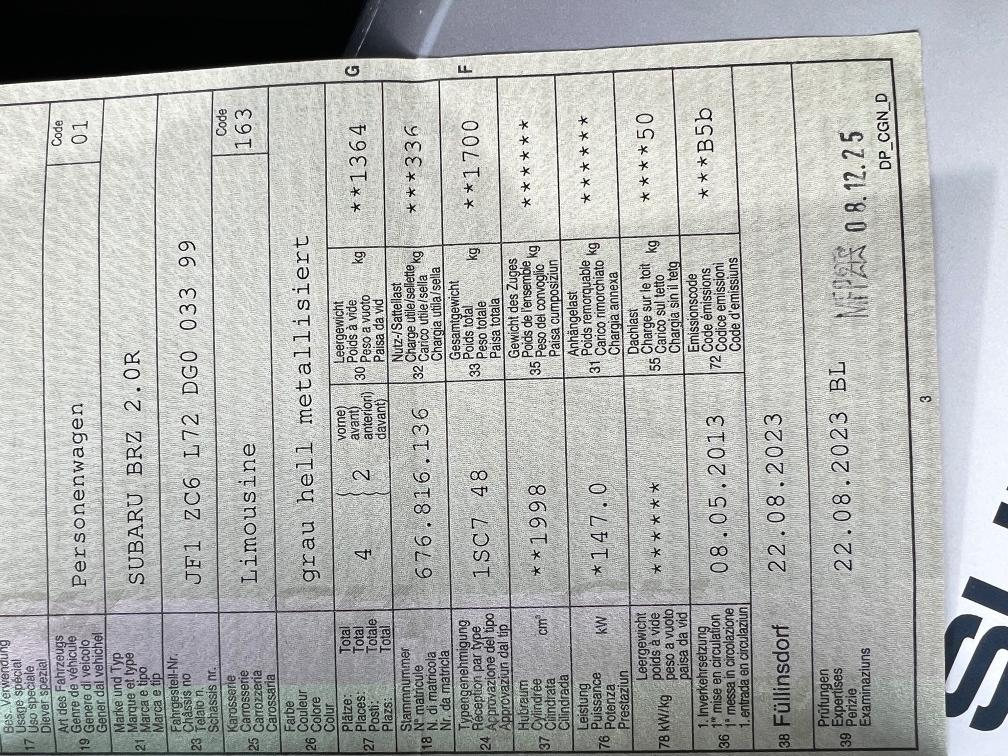 17 Bes. Verwendung
Usage spécial
Uso speciale
Diever spezial
19 Art des Fahrzeugs
Genre de véhicule
Genere di veicolo
Gener dal vehichel
Personenwagen
Code
01
21 Marke und Typ
Marque et type
Marca e tipo
Marca e tip
SUBARU BRZ 2.0R
23 Fahrgestell-Nr.
Châssis no
Telaio n.
Schassis nr.
JF1 ZC6 L72 DG0 033 99
25 Karosserie
Carrosserie
Carrozzeria
Carossaria
Limousine
Code
163
26 Farbe
Couleur
Colore
Colur
grau hell metallisiert
27 Plätze: Total
Places: Total
Posti: Totale
Plazs: Total
4
2
vorne)
avant)
anteriori)
davant)
30 Leergewicht
Poids à vide
Peso a vuoto
Paisa da vid
kg
**1364
G
18 Stammnummer
N° matricule
N. di matricola
Nr. da matricla
676.816.136
32 Nutz-/Sattellast
Charge utile/sellette
Carico utile/sella
Chargia utila/sella
kg
***336
24 Typengenehmigung
Réception par type
Approvazione del tipo
Approvaziun dal tip
1SC7 48
33 Gesamtgewicht
Poids total
Peso totale
Paisa totala
kg
**1700
F
37 Hubraum
Cylindrée
Cilindrata
Cilindrada
cm³
**1998
35 Gewicht des Zuges
Poids de l'ensemble
Peso del convoglio
Paisa cumposiziun
kg
******
76 Leistung
Puissance
Potenza
Prestaziun
kW
*147.0
31 Anhängelast
Poids remorquable
Carico rimorchiato
Chargia annexa
kg
******
78 kW/kg
Leergewicht
poids à vide
peso a vuoto
paisa da vid
******
55 Dachlast
Charge sur le toit
Carico sul tetto
Chargia sin il tetg
kg
****50
36 1. Inverkehrsetzung
1re mise en circulation
1a messa in circolazione
1. entrada en circulaziun
08.05.2013
72 Emissionscode
Code émissions
Codice emissioni
Code d'emissiuns
***B5b
38 Füllinsdorf
22.08.2023
39 Prüfungen
Expertises
Perizie
Examinaziuns
22.08.2023 BL
08.12.25
DP_CGN_D
3